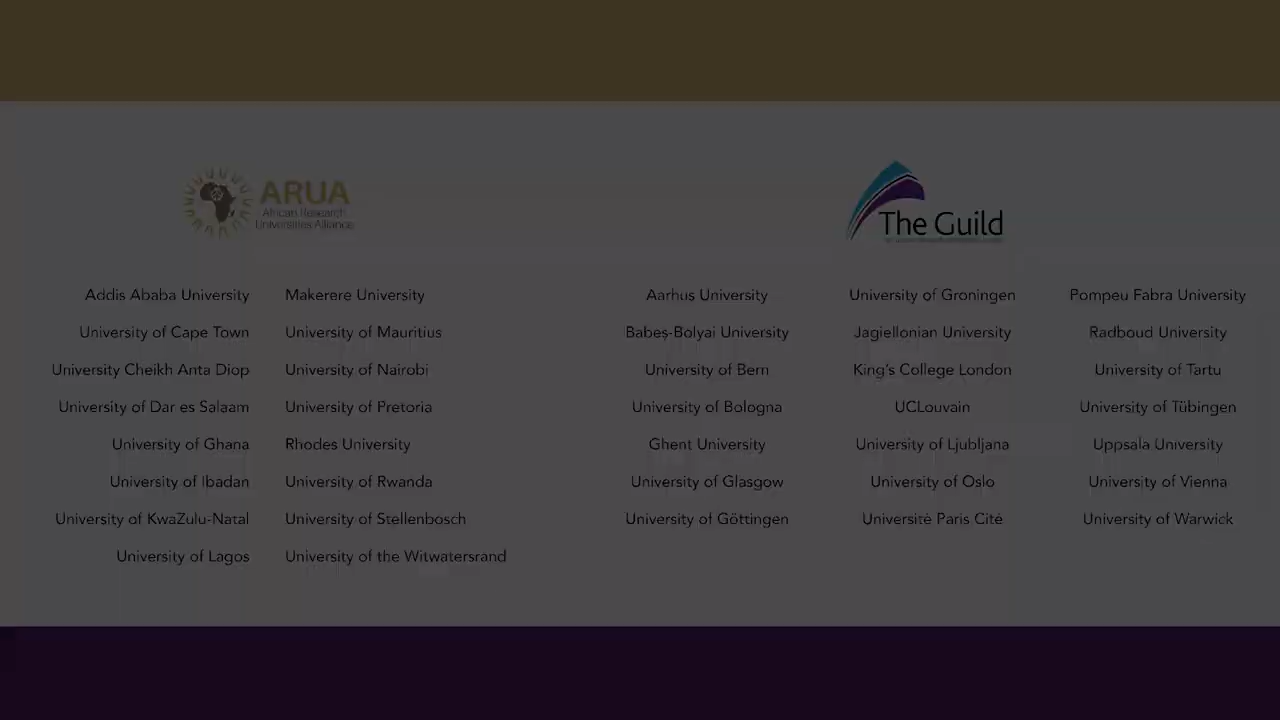 ARUA
African Research
Universities Alliance
The Guild
Addis Ababa University
University of Cape Town
University Cheikh Anta Diop
University of Dar es Salaam
University of Ghana
University of Ibadan
University of KwaZulu-Natal
University of Lagos
Makerere University
University of Mauritius
University of Nairobi
University of Pretoria
Rhodes University
University of Rwanda
University of Stellenbosch
University of the Witwatersrand
Aarhus University
Babeș-Bolyai University
University of Bern
University of Bologna
Ghent University
University of Glasgow
University of Göttingen
University of Groningen
Jagiellonian University
King's College London
UCLouvain
University of Ljubljana
University of Oslo
Université Paris Cité
Pompeu Fabra University
Radboud University
University of Tartu
University of Tübingen
Uppsala University
University of Vienna
University of Warwick